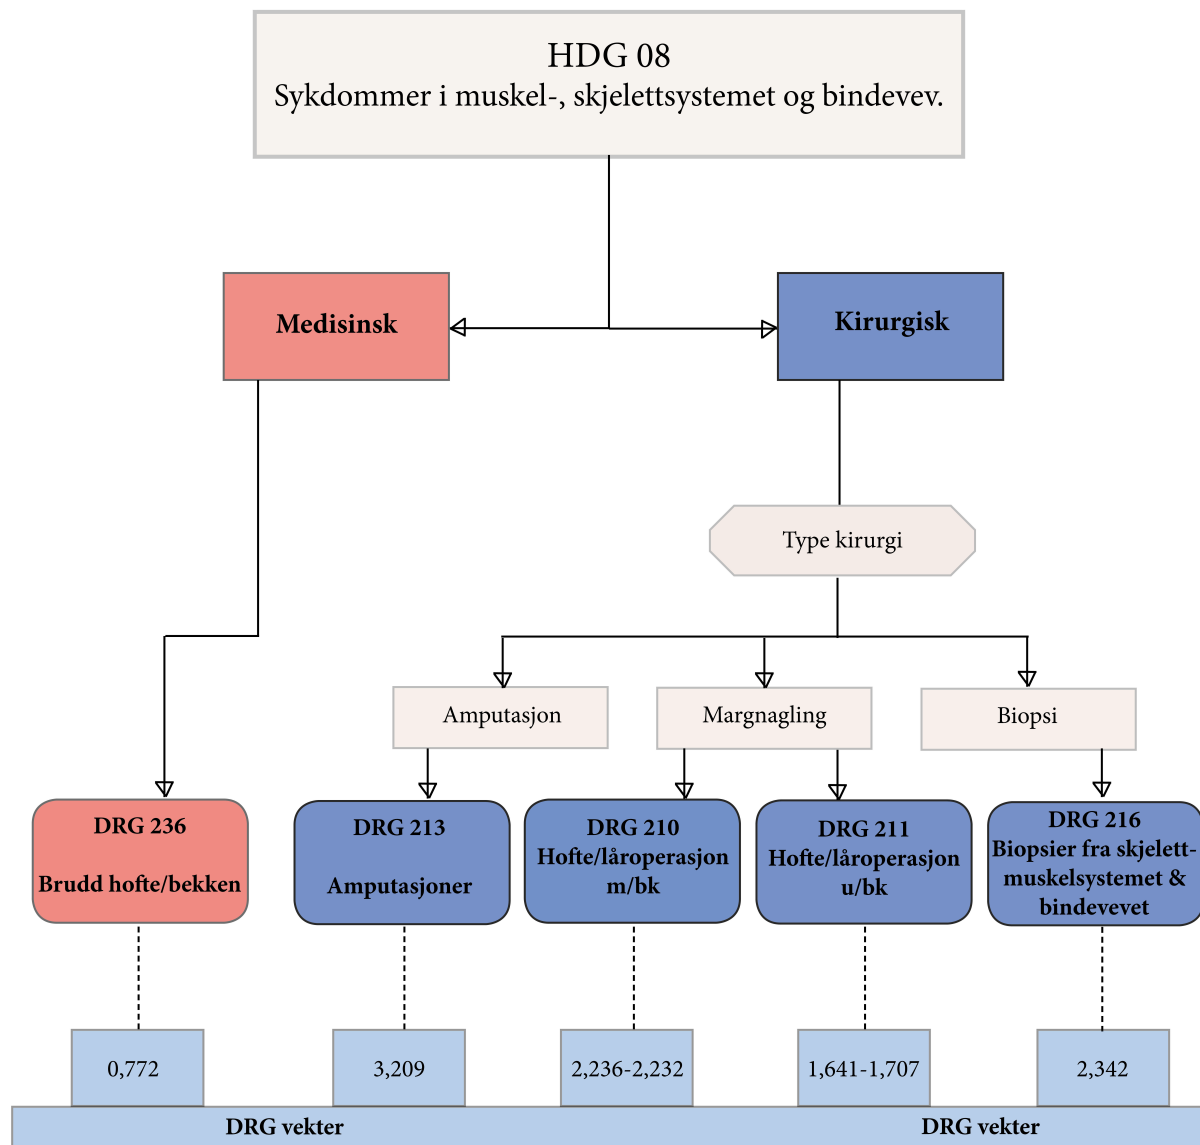 HDG 08
Sykdommer i muskel-, skjelettsystemet og bindevev.
Medisinsk
Kirurgisk
Type kirurgi
Amputasjon
Margnagling
Biopsi
DRG 236
Brudd hofte/bekken
DRG 213
Amputasjoner
DRG 210
Hofte/låroperasjon
m/bk
DRG 211
Hofte/låroperasjon
u/bk
DRG 216
Biopsier fra skjelett-
muskelsystemet &
bindevevet
0,772
3,209
2,236-2,232
1,641-1,707
2,342
DRG vekter
DRG vekter